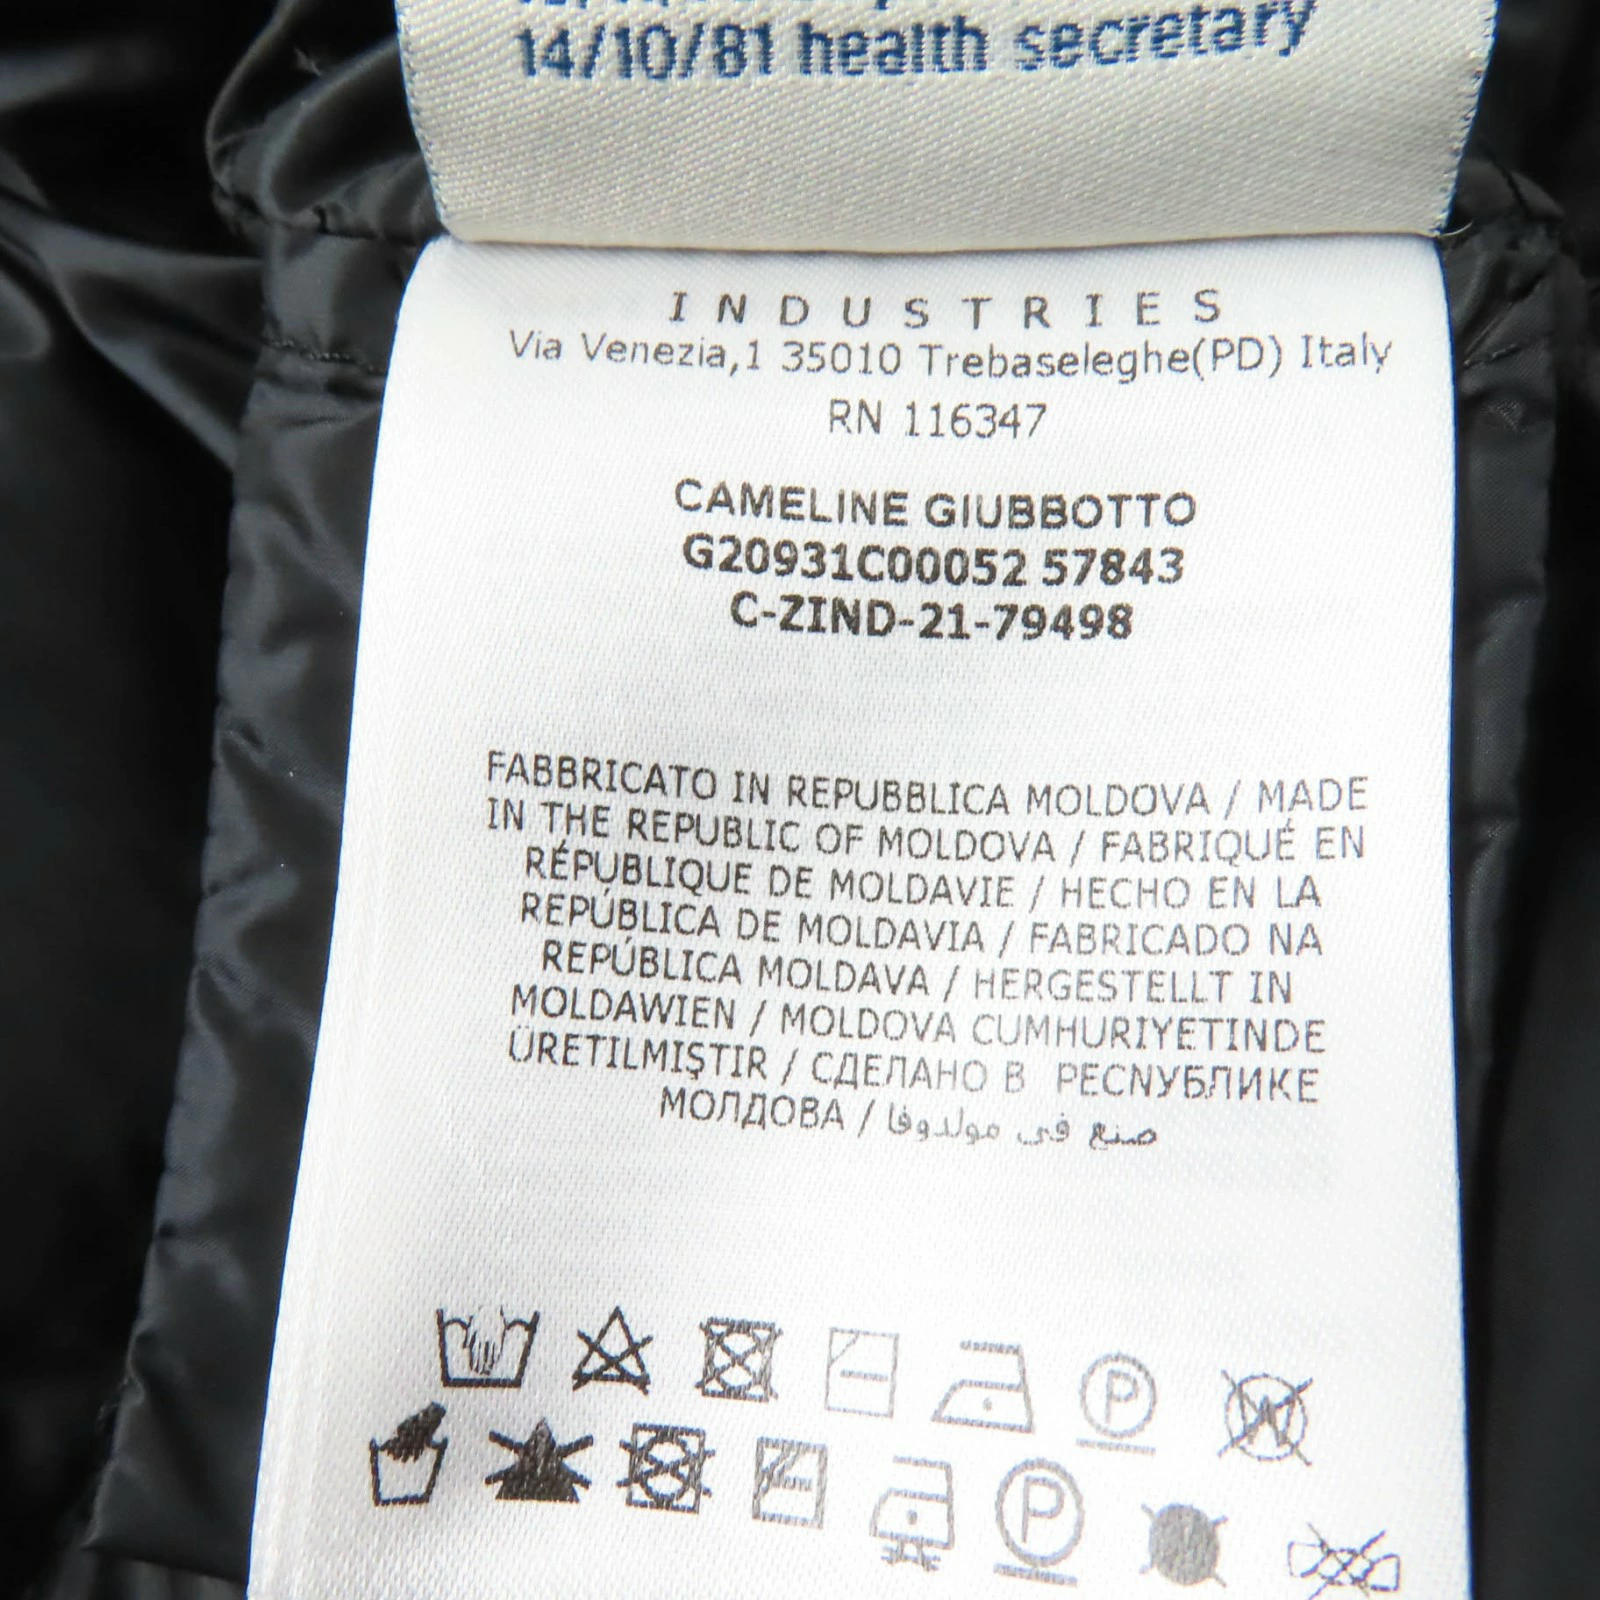 14/10/81 health secretary
INDUSTRIES
Via Venezia,1 35010 Trebaseleghe(PD) Italy
RN 116347
CAMELINE GIUBBOTTO
G20931C00052 57843
C-ZIND-21-79498
FABBRICATO IN REPUBBLICA MOLDOVA / MADE
IN THE REPUBLIC OF MOLDOVA / FABRIQUÉ EN
RÉPUBLIQUE DE MOLDAVIE / HECHO EN LA
REPÚBLICA DE MOLDAVIA / FABRICADO NA
REPÚBLICA MOLDAVA / HERGESTELLT IN
MOLDAWIEN / MOLDOVA CUMHURIYETINDE
ÜRETILMIŞTIR / СДЕЛАНО В РЕСПУБЛИКЕ
МОЛДОВА / صنع في مولدوفا
P W
P